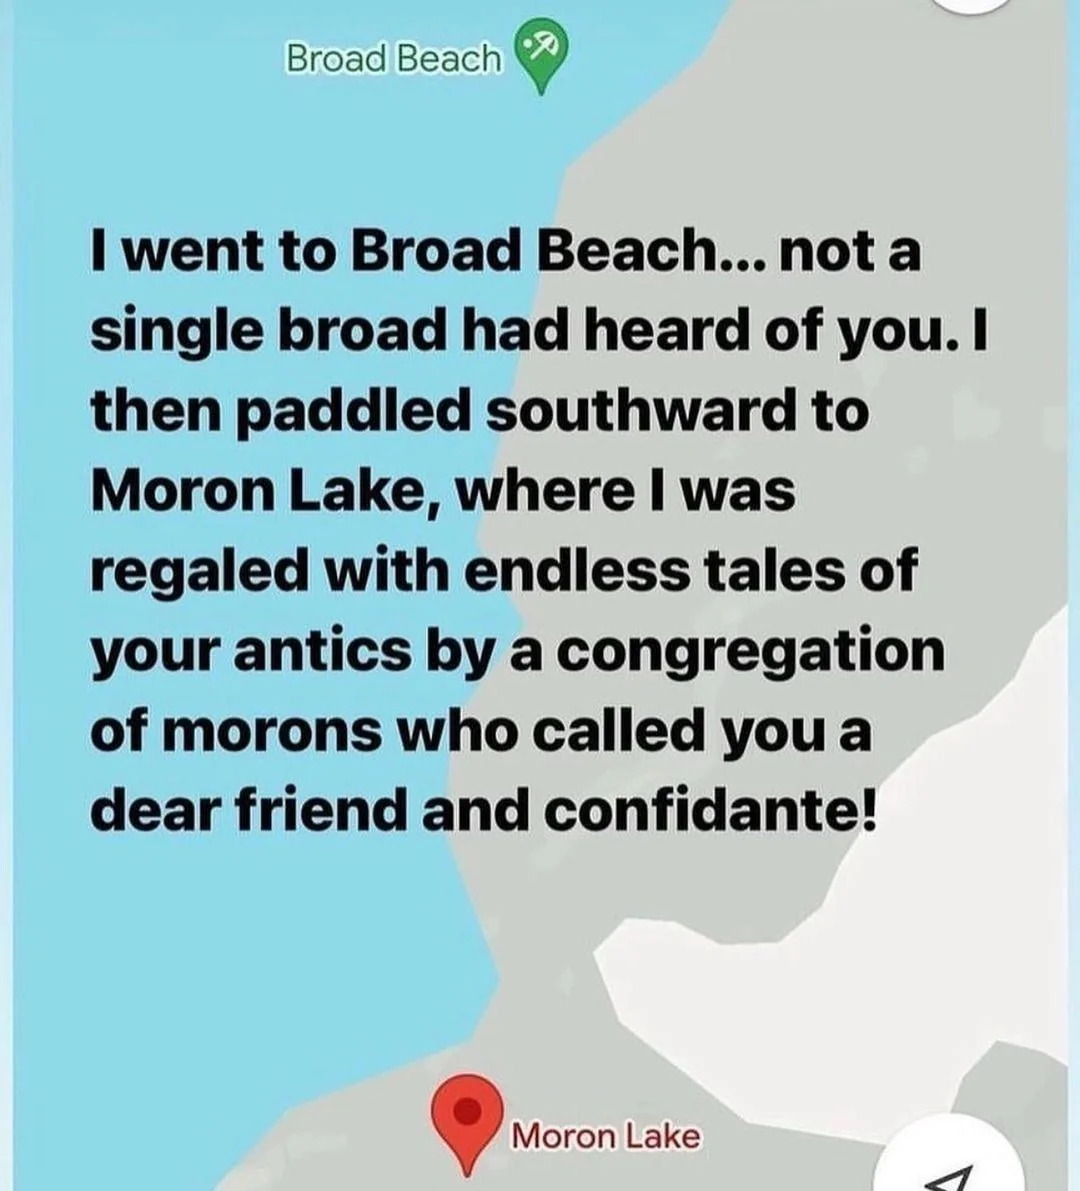 Broad Beach
I went to Broad Beach... not a
single broad had heard of you. I
then paddled southward to
Moron Lake, where I was
regaled with endless tales of
your antics by a congregation
of morons who called you a
dear friend and confidante!
Moron Lake